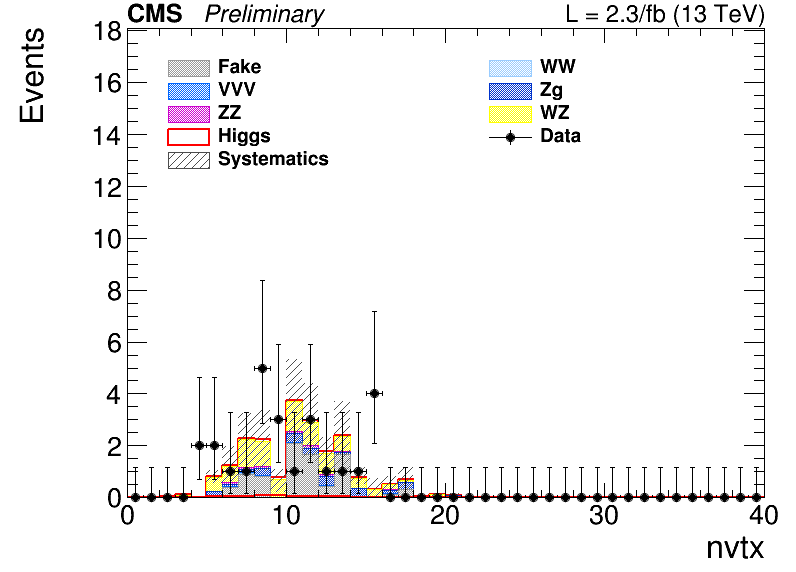 CMS Preliminary L = 2.3/fb (13 TeV)
Events
18
16
14
12
10
8
6
4
2
0
Fake WW
VVV Zg
ZZ WZ
Higgs Data
Systematics
0 10 20 30 40
nvtx